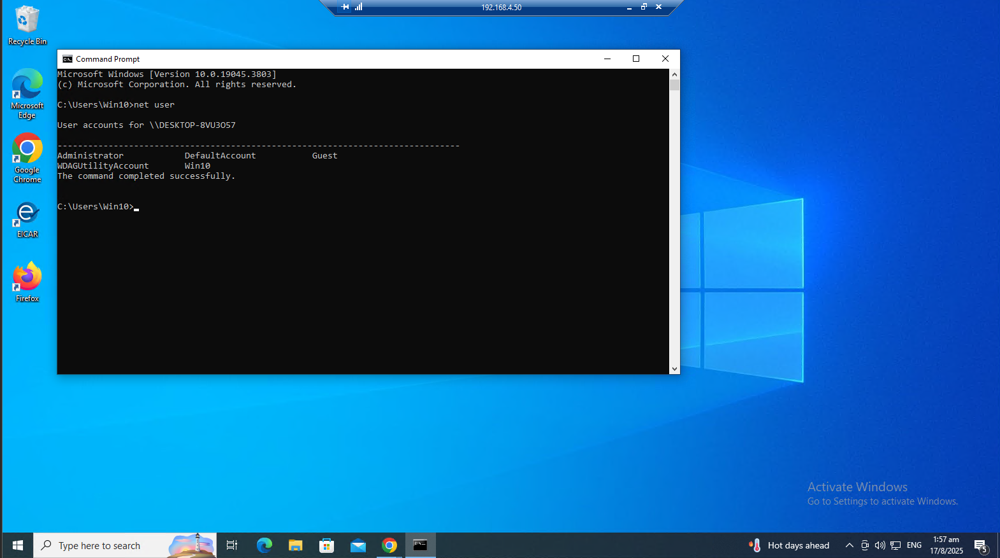 192.168.4.50
Recycle Bin
Microsoft Edge
Google Chrome
EICAR
Firefox
Command Prompt
Microsoft Windows [Version 10.0.19045.3803]
(c) Microsoft Corporation. All rights reserved.
C:\Users\Win10>net user
User accounts for \\DESKTOP-8VU3O57
-------------------------------------------------------------------------------
Administrator            DefaultAccount           Guest
WDAGUtilityAccount       Win10
The command completed successfully.
C:\Users\Win10>
Activate Windows
Go to Settings to activate Windows.
Type here to search
Hot days ahead
ENG
1:57 am
17/8/2025
5